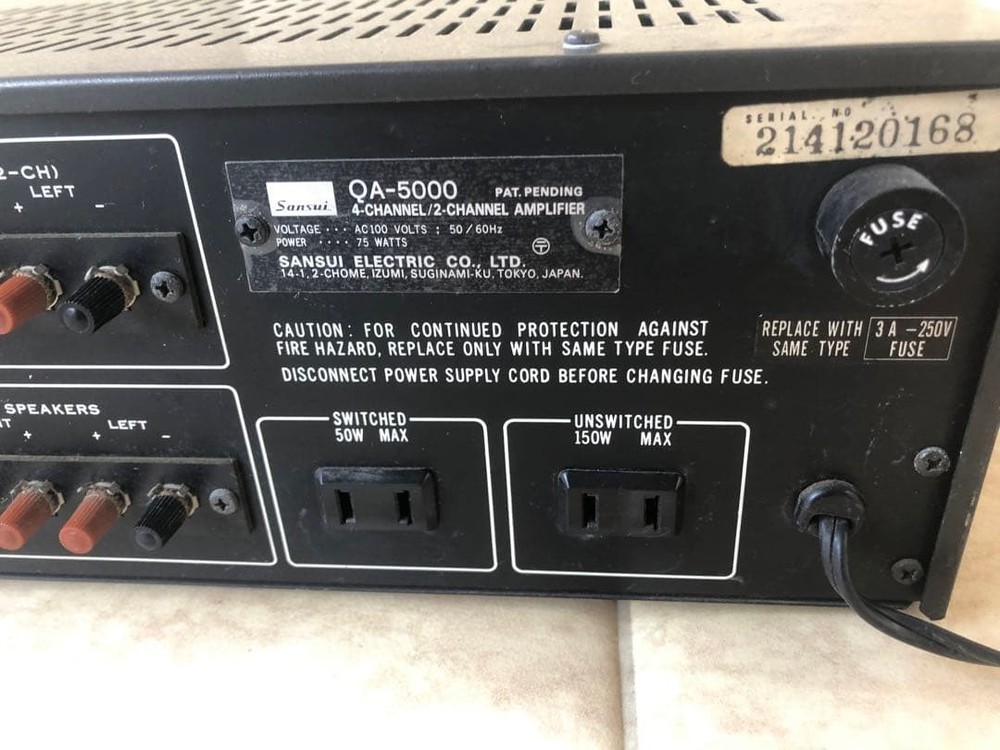 SERIAL. NO
214120168
2-CH)
LEFT
+ −
Sansui
QA-5000 PAT. PENDING
4-CHANNEL/2-CHANNEL AMPLIFIER
VOLTAGE ··· AC100 VOLTS : 50/60Hz
POWER ···· 75 WATTS
SANSUI ELECTRIC CO., LTD.
14-1, 2-CHOME, IZUMI, SUGINAMI-KU, TOKYO, JAPAN.
FUSE
CAUTION: FOR CONTINUED PROTECTION AGAINST
FIRE HAZARD, REPLACE ONLY WITH SAME TYPE FUSE.
DISCONNECT POWER SUPPLY CORD BEFORE CHANGING FUSE.
REPLACE WITH
SAME TYPE
3A −250V
FUSE
SPEAKERS
LEFT
+ + −
SWITCHED
50W MAX
UNSWITCHED
150W MAX